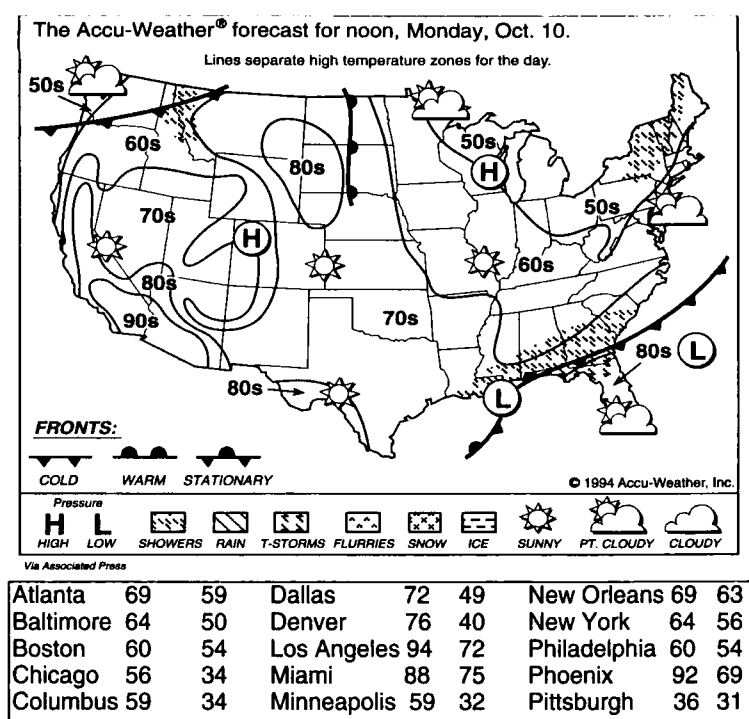 The Accu-Weather® forecast for noon, Monday, Oct. 10.
Lines separate high temperature zones for the day.
50s
60s
80s
50s
H
70s
H
50s
80s
60s
90s
70s
80s
80s
L
L
FRONTS:
COLD WARM STATIONARY
© 1994 Accu-Weather, Inc.
Pressure
H L
HIGH LOW SHOWERS RAIN T-STORMS FLURRIES SNOW ICE SUNNY PT. CLOUDY CLOUDY
Via Associated Press
Atlanta 69 59 Dallas 72 49 New Orleans 69 63
Baltimore 64 50 Denver 76 40 New York 64 56
Boston 60 54 Los Angeles 94 72 Philadelphia 60 54
Chicago 56 34 Miami 88 75 Phoenix 92 69
Columbus 59 34 Minneapolis 59 32 Pittsburgh 36 31